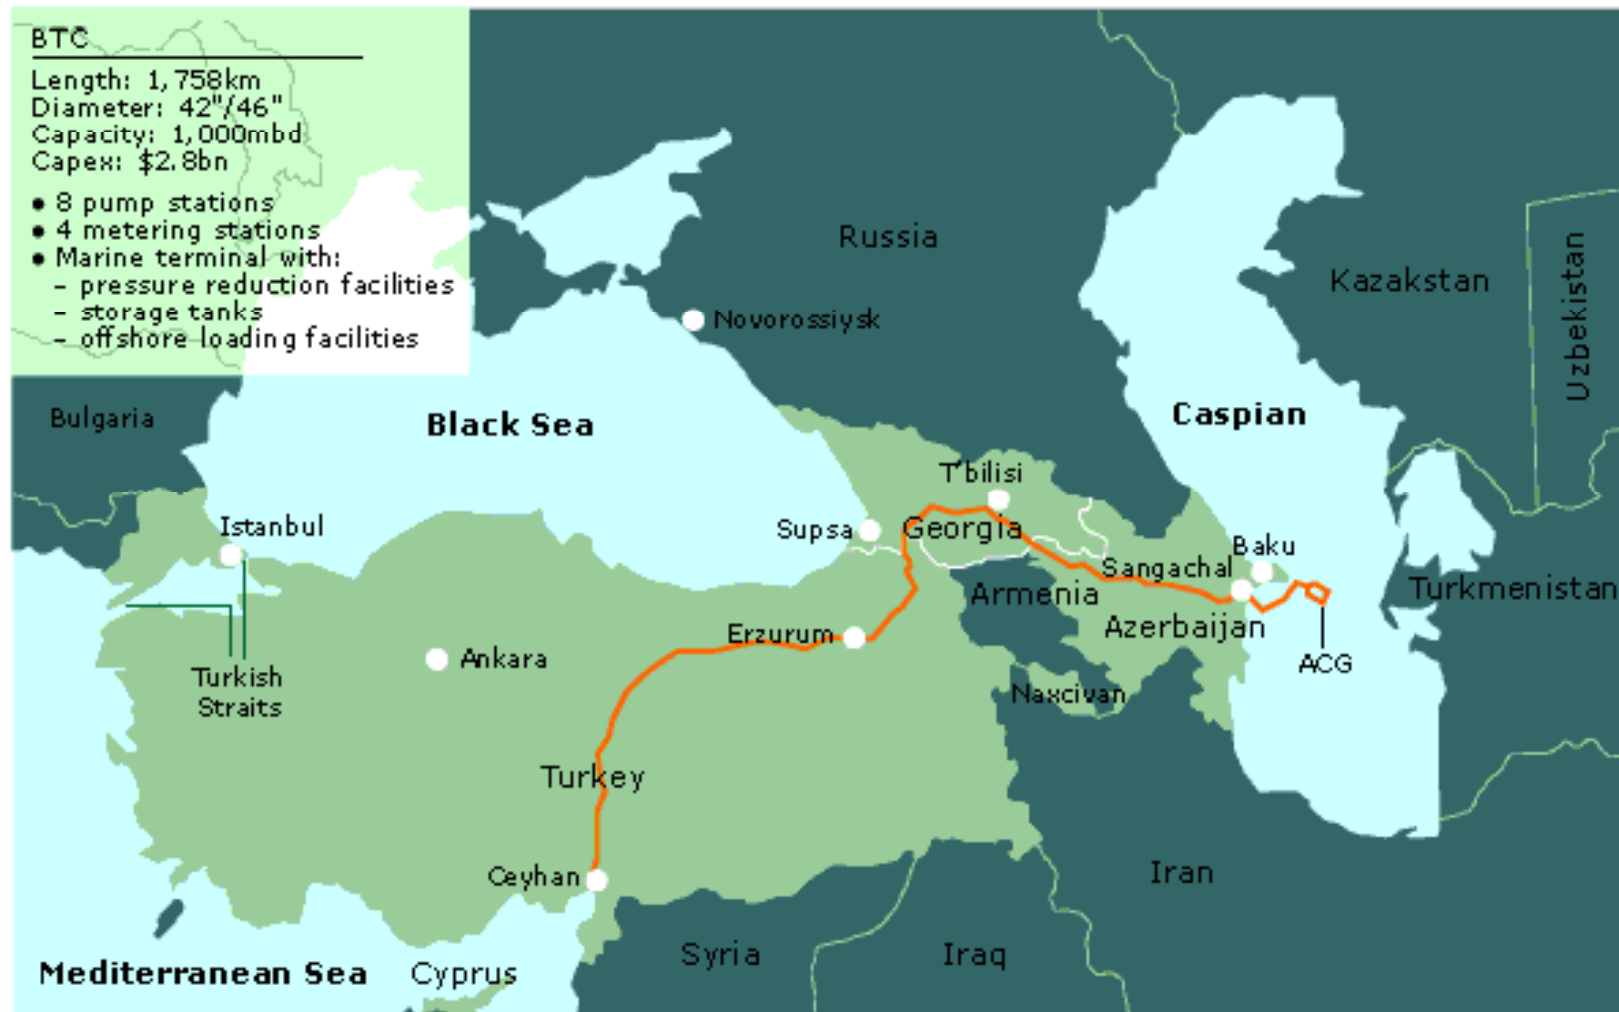 BTC
Length: 1,758km
Diameter: 42"/46"
Capacity: 1,000mbd
Capex: $2.8bn
• 8 pump stations
• 4 metering stations
• Marine terminal with:
– pressure reduction facilities
– storage tanks
– offshore loading facilities
Russia
Kazakstan
Uzbekistan
Novorossiysk
Bulgaria
Black Sea
Caspian
T'bilisi
Istanbul
Supsa
Georgia
Baku
Sangachal
Armenia
Turkmenistan
Azerbaijan
Erzurum
Ankara
ACG
Turkish
Straits
Naxcivan
Turkey
Ceyhan
Iran
Syria
Iraq
Mediterranean Sea
Cyprus